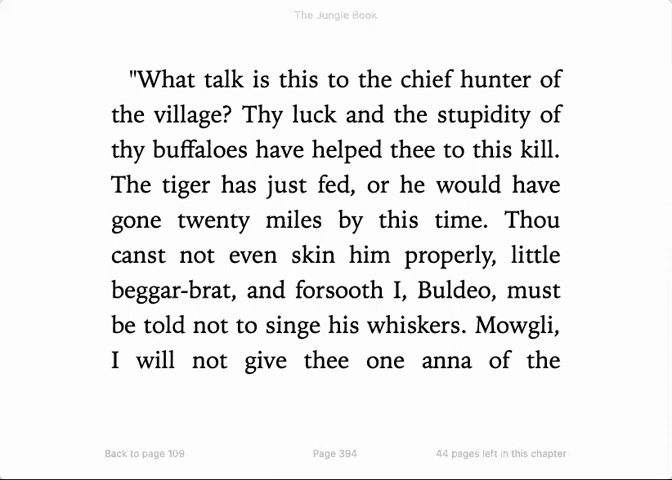 The Jungle Book
"What talk is this to the chief hunter of
the village? Thy luck and the stupidity of
thy buffaloes have helped thee to this kill.
The tiger has just fed, or he would have
gone twenty miles by this time. Thou
canst not even skin him properly, little
beggar-brat, and forsooth I, Buldeo, must
be told not to singe his whiskers. Mowgli,
I will not give thee one anna of the
Back to page 109 Page 394 44 pages left in this chapter